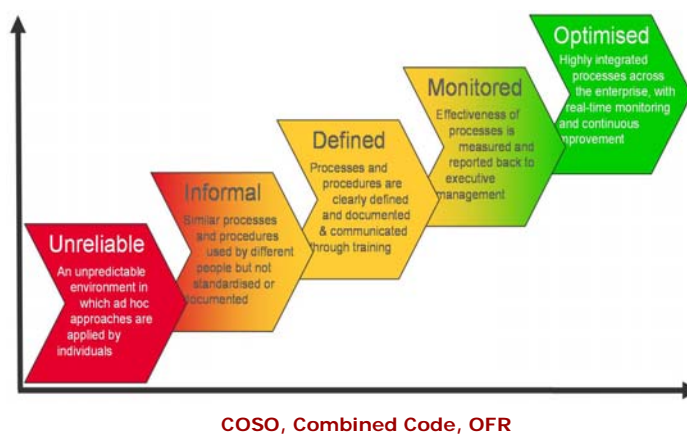 Optimised
Highly integrated
processes across
the enterprise, with
real-time monitoring
and continuous
improvement
Monitored
Effectiveness of
processes is
measured and
reported back to
executive
management
Defined
Processes and
procedures are
clearly defined
and documented
& communicated
through training
Informal
Similar processes
and procedures
used by different
people but not
standardised or
documented
Unreliable
An unpredictable
environment in
which ad hoc
approaches are
applied by
individuals
COSO, Combined Code, OFR